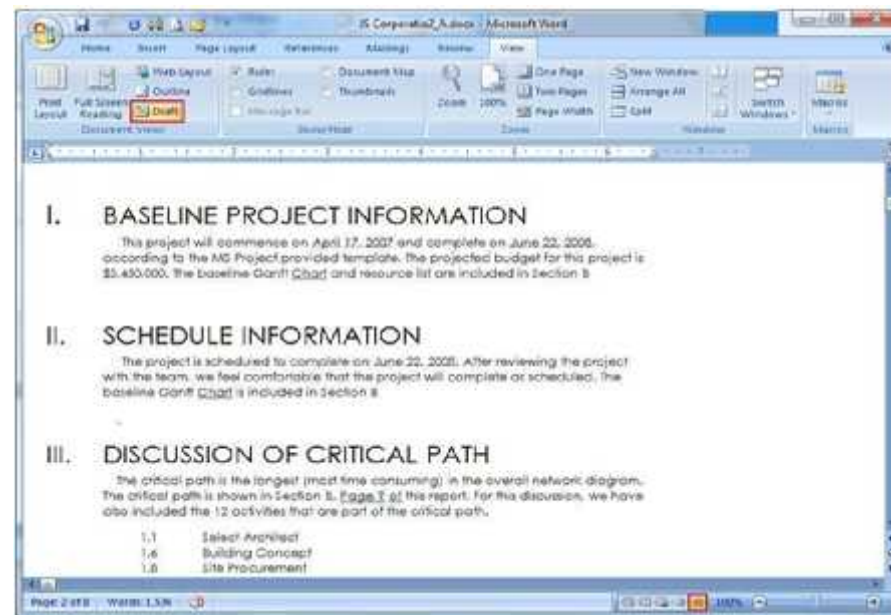 Microsoft Word
Home Insert Page Layout References Mailings Review View
Web Layout Ruler Document Map One Page New Window
Outline Gridlines Thumbnails Two Pages Arrange All
Print Layout Full Screen Reading Draft Message Bar Zoom 100% Page Width Split Switch Windows Macros
Document Views Show/Hide Zoom Window Macros
I. BASELINE PROJECT INFORMATION
This project will commence on April 17, 2007 and complete on June 22, 2008,
according to the MS Project provided template. The projected budget for this project is
The baseline Gantt Chart and resource list are included in Section B
II. SCHEDULE INFORMATION
The project is scheduled to complete on June 22, 2008. After reviewing the project
with the team, we feel comfortable that the project will complete as scheduled. The
baseline Gantt Chart is included in Section B
III. DISCUSSION OF CRITICAL PATH
The critical path is the longest (most time consuming) in the overall network diagram.
The critical path is shown in Section B, Page of this report. For this discussion, we have
also included the 12 activities that are part of the critical path.
1.1 Select Architect
1.6 Building Concept
1.8 Site Procurement
Page: 2 of 8 Words: 100%